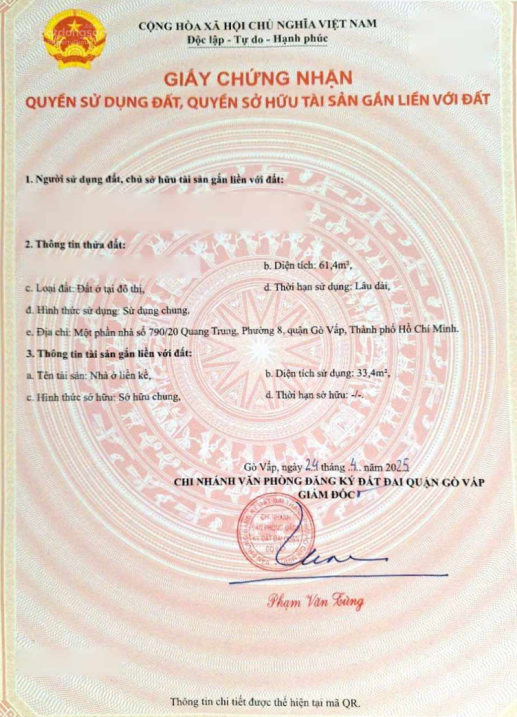 CỘNG HÒA XÃ HỘI CHỦ NGHĨA VIỆT NAM
Độc lập - Tự do - Hạnh phúc
GIẤY CHỨNG NHẬN
QUYỀN SỬ DỤNG ĐẤT, QUYỀN SỞ HỮU TÀI SẢN GẮN LIỀN VỚI ĐẤT
1. Người sử dụng đất, chủ sở hữu tài sản gắn liền với đất:
2. Thông tin thửa đất:
b. Diện tích: 61,4m²,
c. Loại đất: Đất ở tại đô thị,
d. Thời hạn sử dụng: Lâu dài,
đ. Hình thức sử dụng: Sử dụng chung,
e. Địa chỉ: Một phần nhà số 790/20 Quang Trung, Phường 8, quận Gò Vấp, Thành phố Hồ Chí Minh.
3. Thông tin tài sản gắn liền với đất:
a. Tên tài sản: Nhà ở liền kề,
b. Diện tích sử dụng: 33,4m²,
c. Hình thức sở hữu: Sở hữu chung,
d. Thời hạn sở hữu: -/-.
Gò Vấp, ngày 24 tháng 4 năm 2025
CHI NHÁNH VĂN PHÒNG ĐĂNG KÝ ĐẤT ĐAI QUẬN GÒ VẤP
GIÁM ĐỐC
CHI NHÁNH
Phạm Văn Tùng
Thông tin chi tiết được thể hiện tại mã QR.